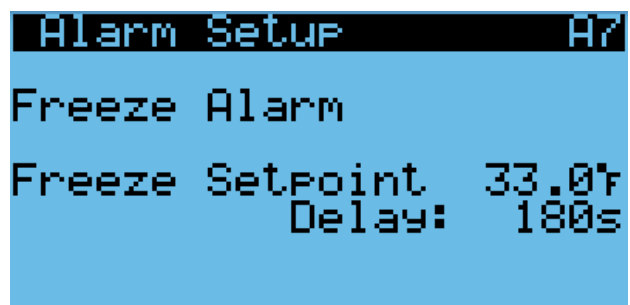 Alarm Setup A7
Freeze Alarm
Freeze Setpoint 33.0°F
Delay: 180s